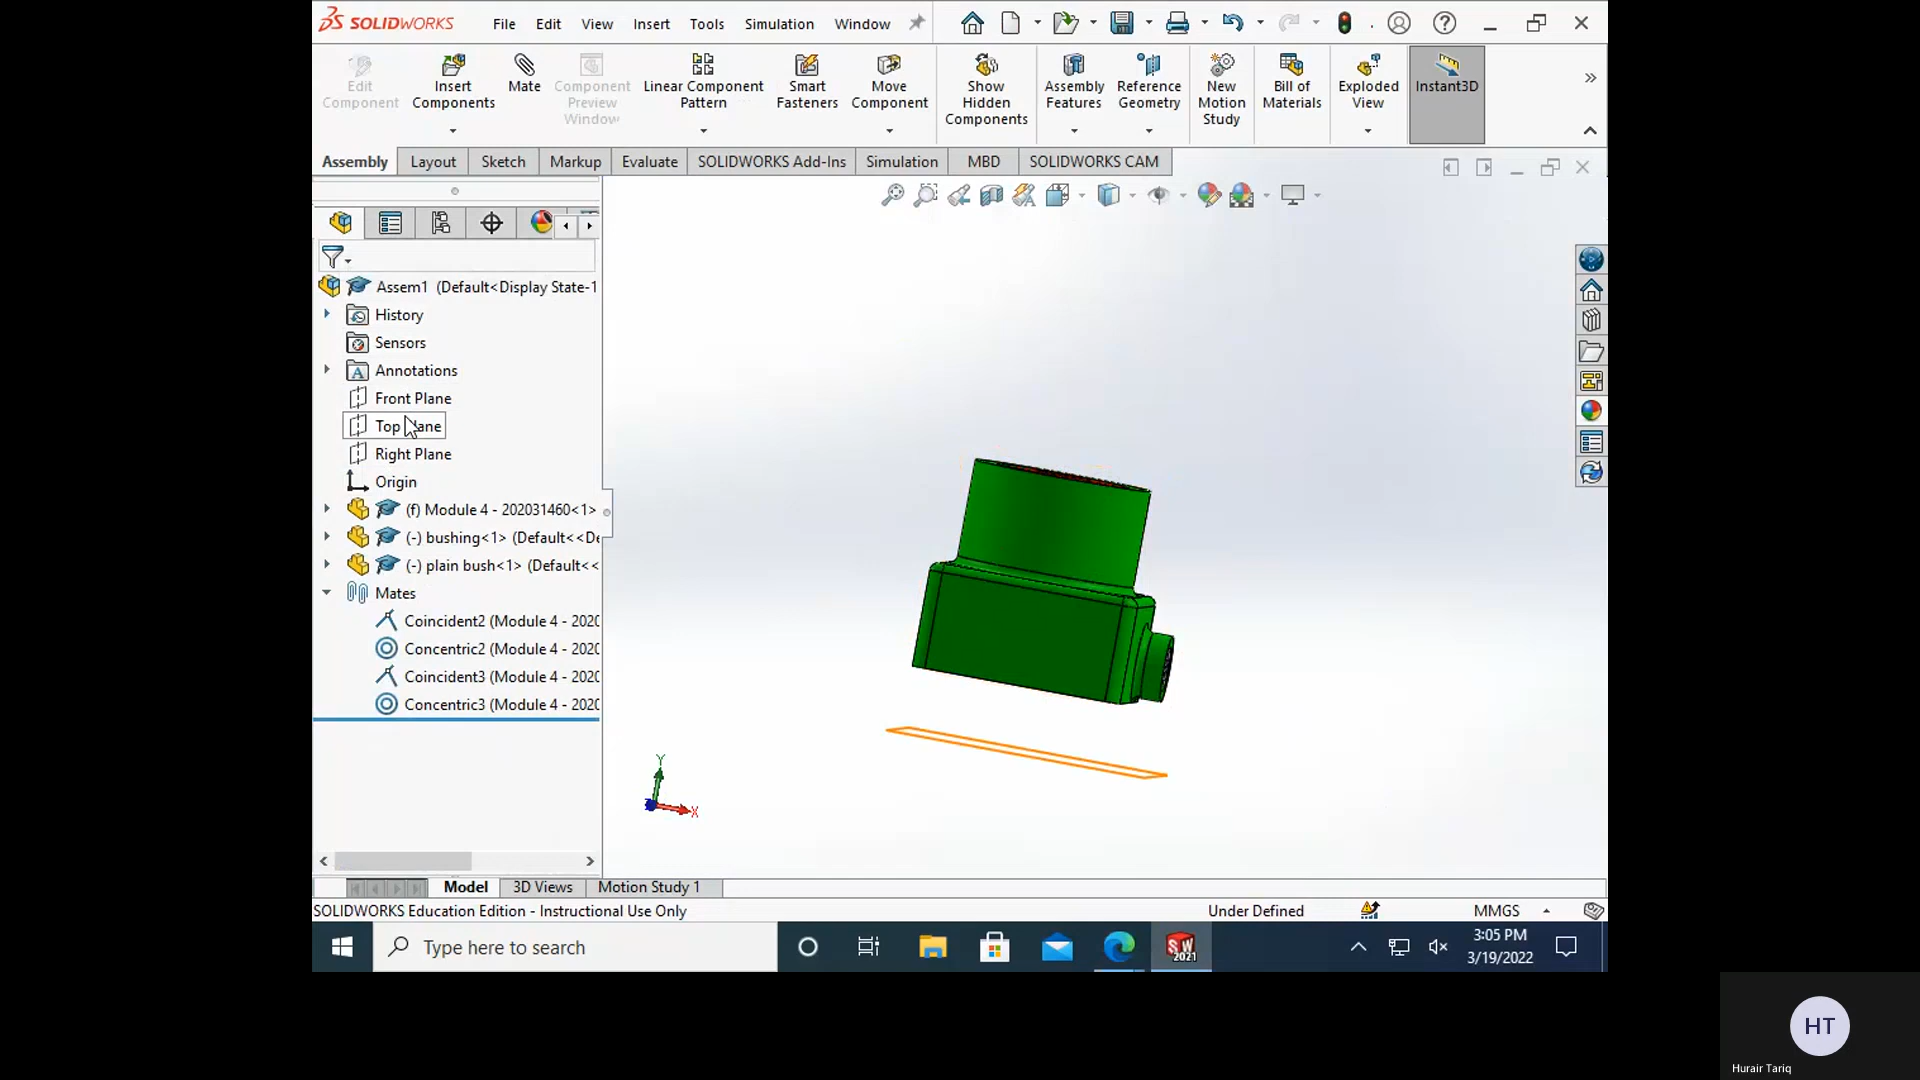 SOLIDWORKS File Edit View Insert Tools Simulation Window
Edit Component
Insert Components
Mate
Component Preview Window
Linear Component Pattern
Smart Fasteners
Move Component
Show Hidden Components
Assembly Features
Reference Geometry
New Motion Study
Bill of Materials
Exploded View
Instant3D
Assembly Layout Sketch Markup Evaluate SOLIDWORKS Add-Ins Simulation MBD SOLIDWORKS CAM
Assem1 (Default<Display State-1
History
Sensors
Annotations
Front Plane
Top Plane
Right Plane
Origin
(f) Module 4 - 202031460<1>
(-) bushing<1> (Default<<De
(-) plain bush<1> (Default<<
Mates
Coincident2 (Module 4 - 202
Concentric2 (Module 4 - 202
Coincident3 (Module 4 - 202
Concentric3 (Module 4 - 202
Y
X
Model 3D Views Motion Study 1
SOLIDWORKS Education Edition - Instructional Use Only Under Defined MMGS
Type here to search
SW 2021
3:05 PM
3/19/2022
HT
Hurair Tariq